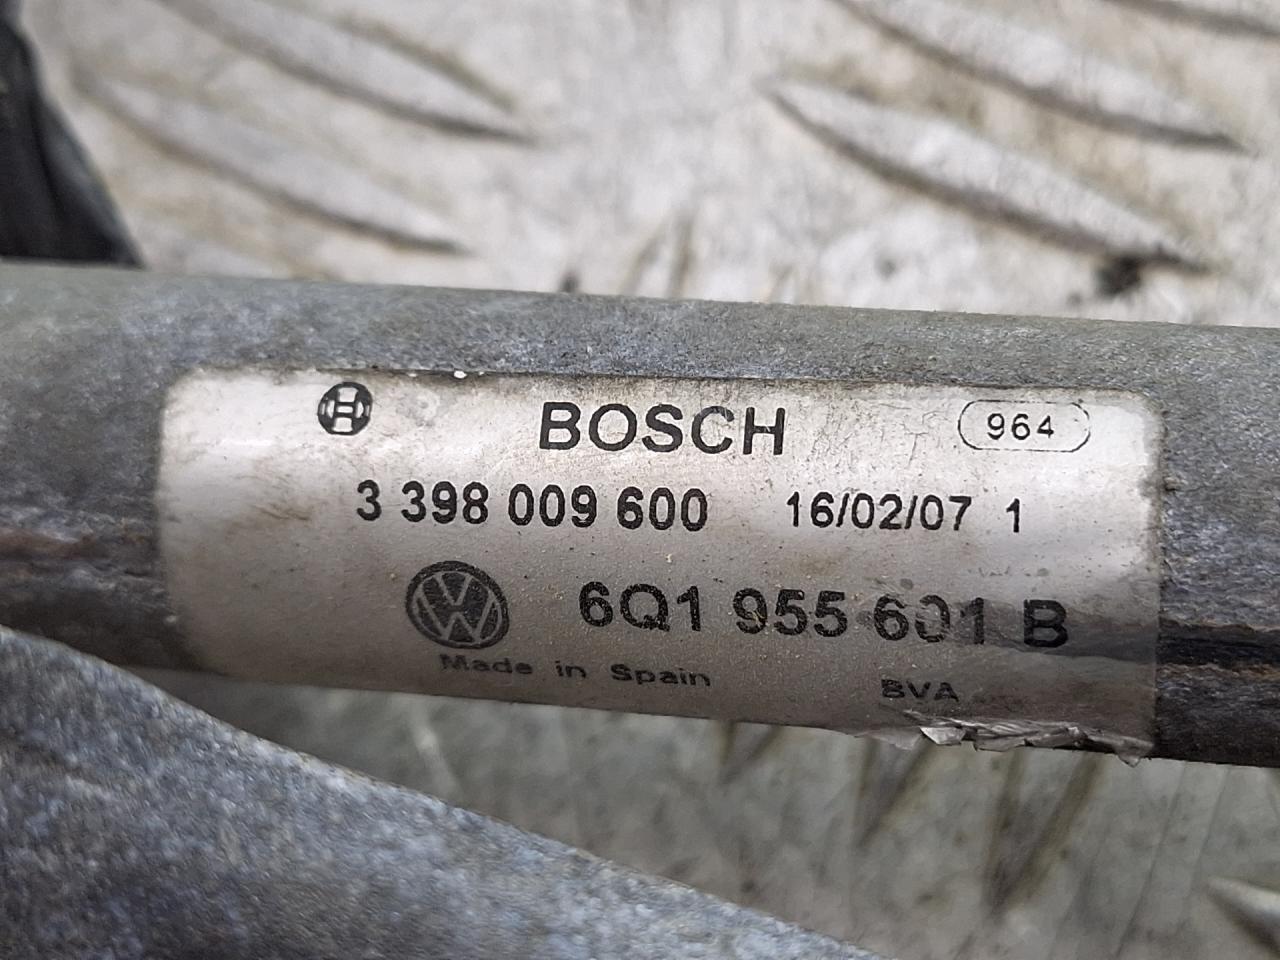 BOSCH 964
3 398 009 600 16/02/07 1
6Q1 955 601 B
Made in Spain BVA